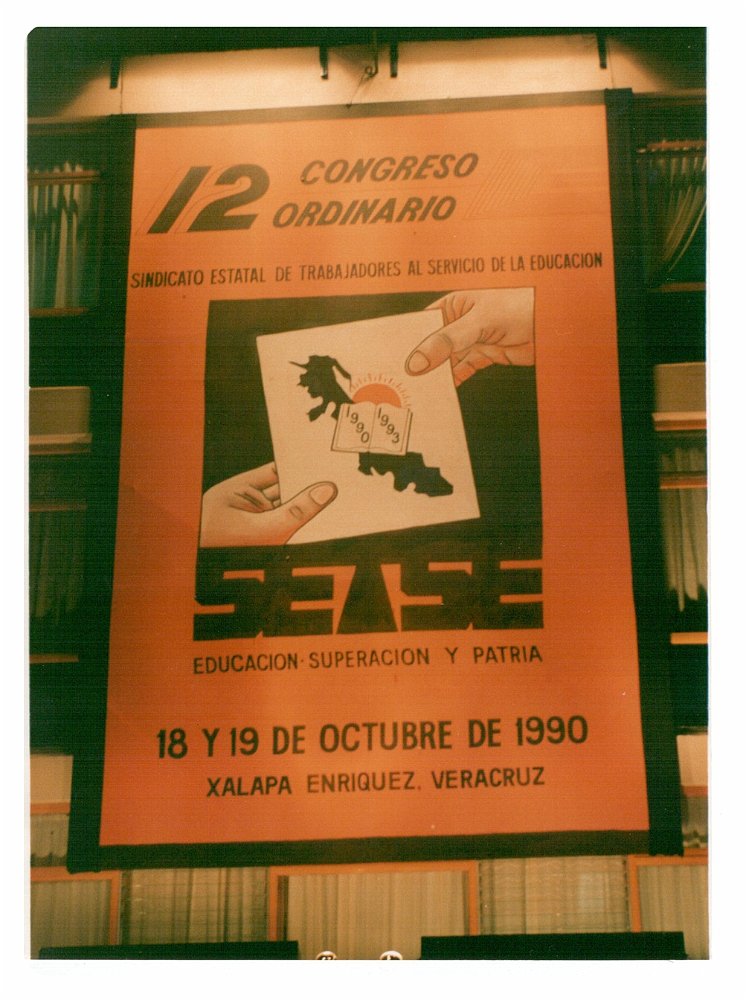 12 CONGRESO
ORDINARIO
SINDICATO ESTATAL DE TRABAJADORES AL SERVICIO DE LA EDUCACION
1990 1993
SETSE
EDUCACION·SUPERACION Y PATRIA
18 Y 19 DE OCTUBRE DE 1990
XALAPA ENRIQUEZ, VERACRUZ